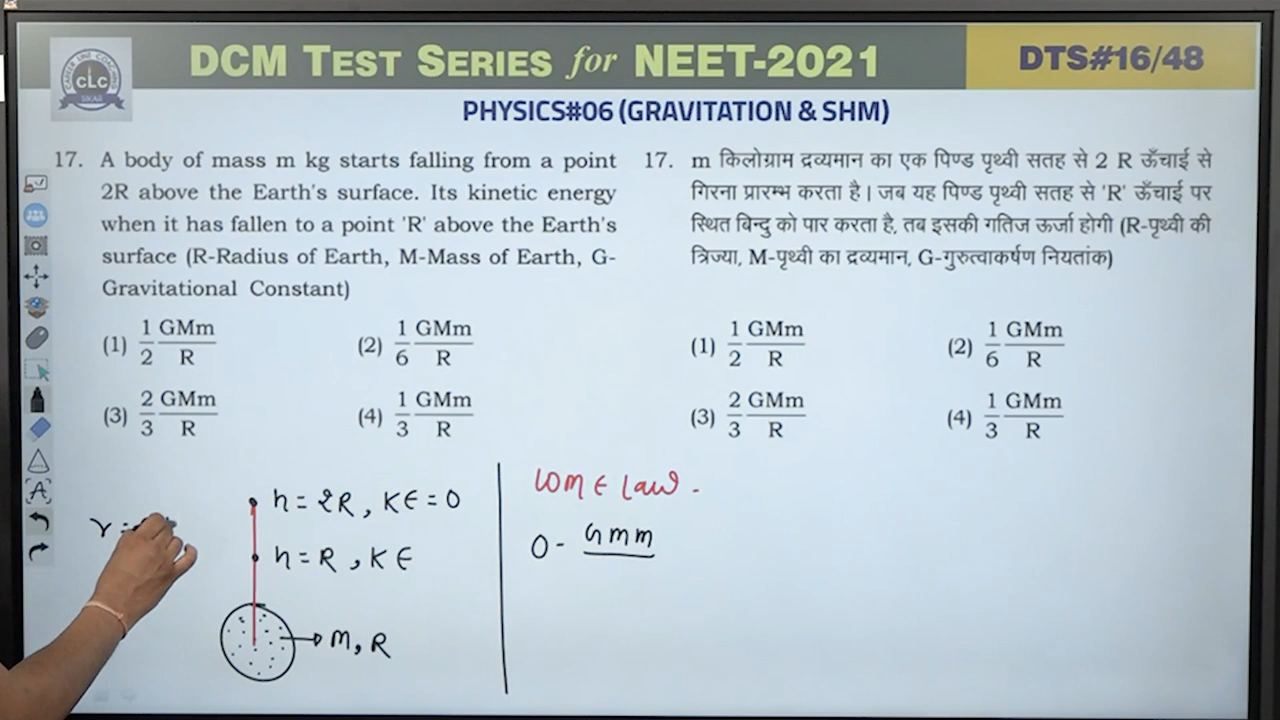 DCM TEST SERIES for NEET-2021
DTS#16/48
CLC
SIKAR
PHYSICS#06 (GRAVITATION & SHM)
17. A body of mass m kg starts falling from a point
2R above the Earth's surface. Its kinetic energy
when it has fallen to a point 'R' above the Earth's
surface (R-Radius of Earth, M-Mass of Earth, G-
Gravitational Constant)
(1) 1/2 GMm/R (2) 1/6 GMm/R
(3) 2/3 GMm/R (4) 1/3 GMm/R
17. m किलोग्राम द्रव्यमान का एक पिण्ड पृथ्वी सतह से 2 R ऊँचाई से
गिरना प्रारम्भ करता है। जब यह पिण्ड पृथ्वी सतह से 'R' ऊँचाई पर
स्थित बिन्दु को पार करता है, तब इसकी गतिज ऊर्जा होगी (R-पृथ्वी की
त्रिज्या, M-पृथ्वी का द्रव्यमान, G-गुरुत्वाकर्षण नियतांक)
(1) 1/2 GMm/R (2) 1/6 GMm/R
(3) 2/3 GMm/R (4) 1/3 GMm/R
h = 2R, KE = 0
r =
h = R, KE
M, R
COME Law.
0 - GMm